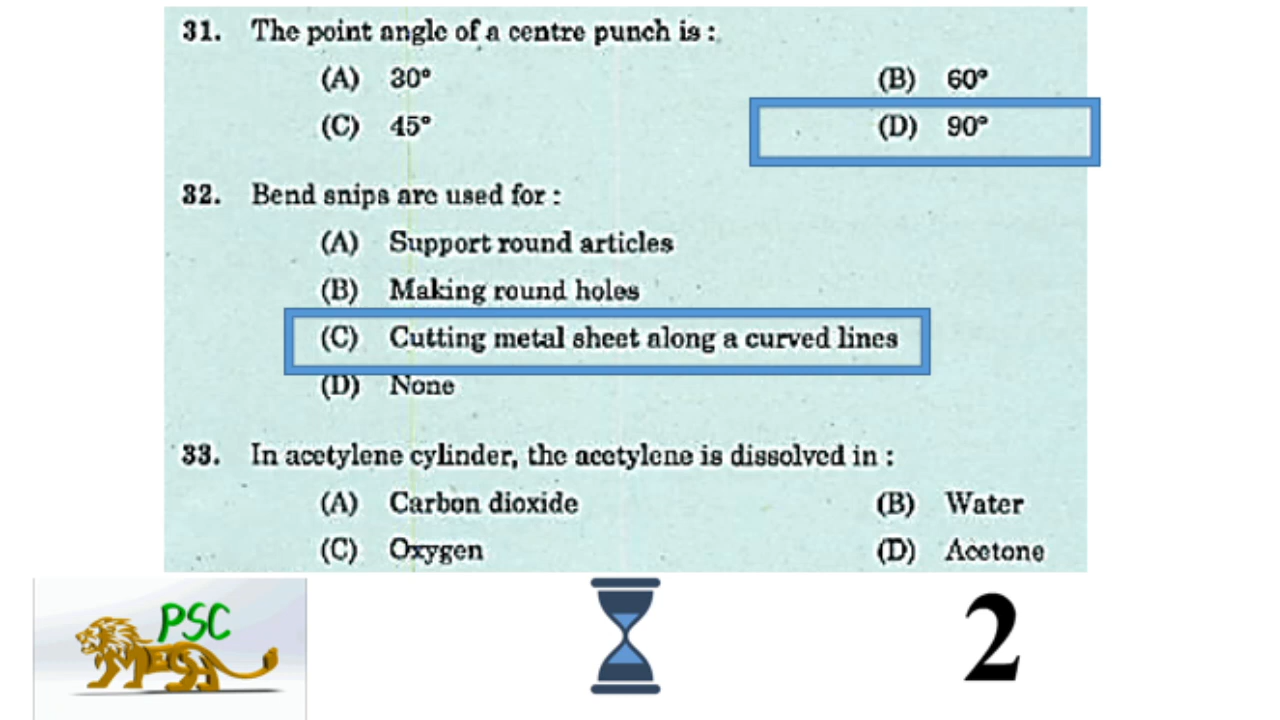 31. The point angle of a centre punch is :
(A) 30° (B) 60°
(C) 45° (D) 90°
32. Bend snips are used for :
(A) Support round articles
(B) Making round holes
(C) Cutting metal sheet along a curved lines
(D) None
33. In acetylene cylinder, the acetylene is dissolved in :
(A) Carbon dioxide (B) Water
(C) Oxygen (D) Acetone
PSC
2